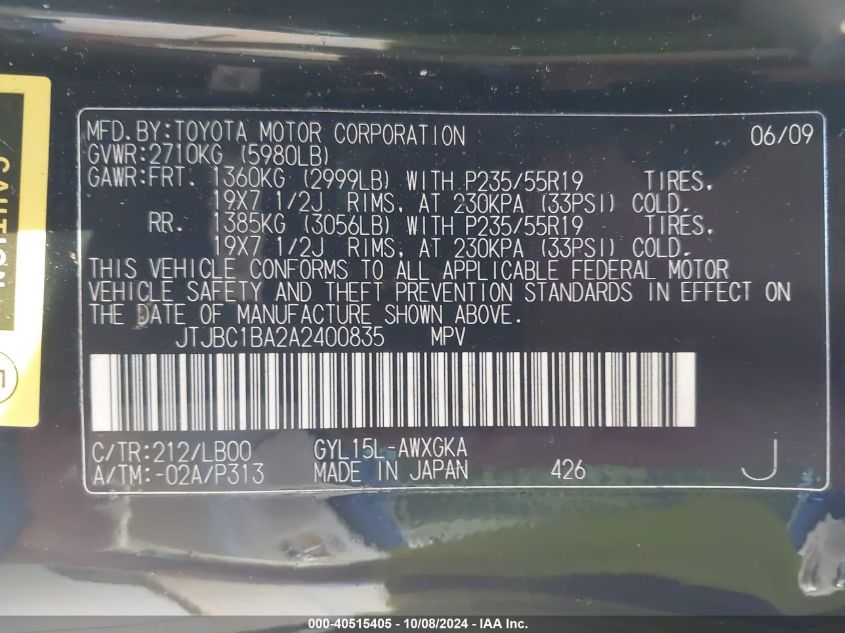 MFD.BY:TOYOTA MOTOR CORPORATION 06/09
GVWR:2710KG (5980LB)
GAWR:FRT. 1360KG (2999LB) WITH P235/55R19 TIRES,
19X7 1/2J RIMS, AT 230KPA (33PSI) COLD.
RR. 1385KG (3056LB) WITH P235/55R19 TIRES,
19X7 1/2J RIMS, AT 230KPA (33PSI) COLD.
THIS VEHICLE CONFORMS TO ALL APPLICABLE FEDERAL MOTOR
VEHICLE SAFETY AND THEFT PREVENTION STANDARDS IN EFFECT ON
THE DATE OF MANUFACTURE SHOWN ABOVE.
JTJBC1BA2A2400835 MPV
C/TR:212/LB00 GYL15L-AWXGKA
A/TM:-02A/P313 MADE IN JAPAN 426 J
CAUTION
000-40515405 - 10/08/2024 - IAA Inc.